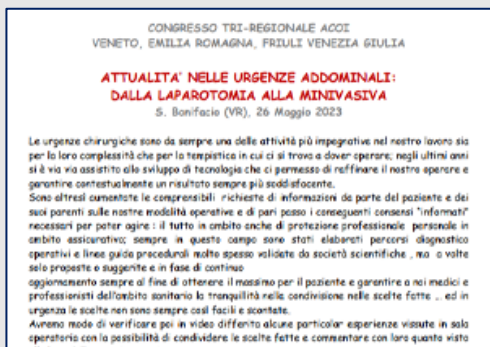 CONGRESSO TRI-REGIONALE ACOI
VENETO, EMILIA ROMAGNA, FRIULI VENEZIA GIULIA
ATTUALITA' NELLE URGENZE ADDOMINALI:
DALLA LAPAROTOMIA ALLA MINIVASIVA
S. Bonifacio (VR), 26 Maggio 2023
Le urgenze chirurgiche sono da sempre una delle attività più impegnative nel nostro lavoro sia
per la loro complessità che per la tempistica in cui ci si trova a dover operare; negli ultimi anni
si è via via assistito allo sviluppo di tecnologia che ci permesso di raffinare il nostro operare e
garantire contestualmente un risultato sempre più soddisfacente.
Sono altresì aumentate le comprensibili richieste di informazioni da parte del paziente e dei
suoi parenti sulle nostre modalità operative e di pari passo i conseguenti consensi "informati"
necessari per poter agire : il tutto in ambito anche di protezione professionale personale in
ambito assicurativo; sempre in questo campo sono stati elaborati percorsi diagnostico
operativi e linee guida procedurali molto spesso validate da società scientifiche , ma a volte
solo proposte o suggerite e in fase di continuo
aggiornamento sempre al fine di ottenere il massimo per il paziente e garantire a noi medici e
professionisti dell'ambito sanitario la tranquillità nella condivisione nelle scelte fatte ... ed in
urgenza le scelte non sempre così facili e scontate.
Avremo modo di verificare poi in video differita alcune particolar esperienze vissute in sala
operatoria con la possibilità di condividere le scelte fatte e commentare con loro quanto visto